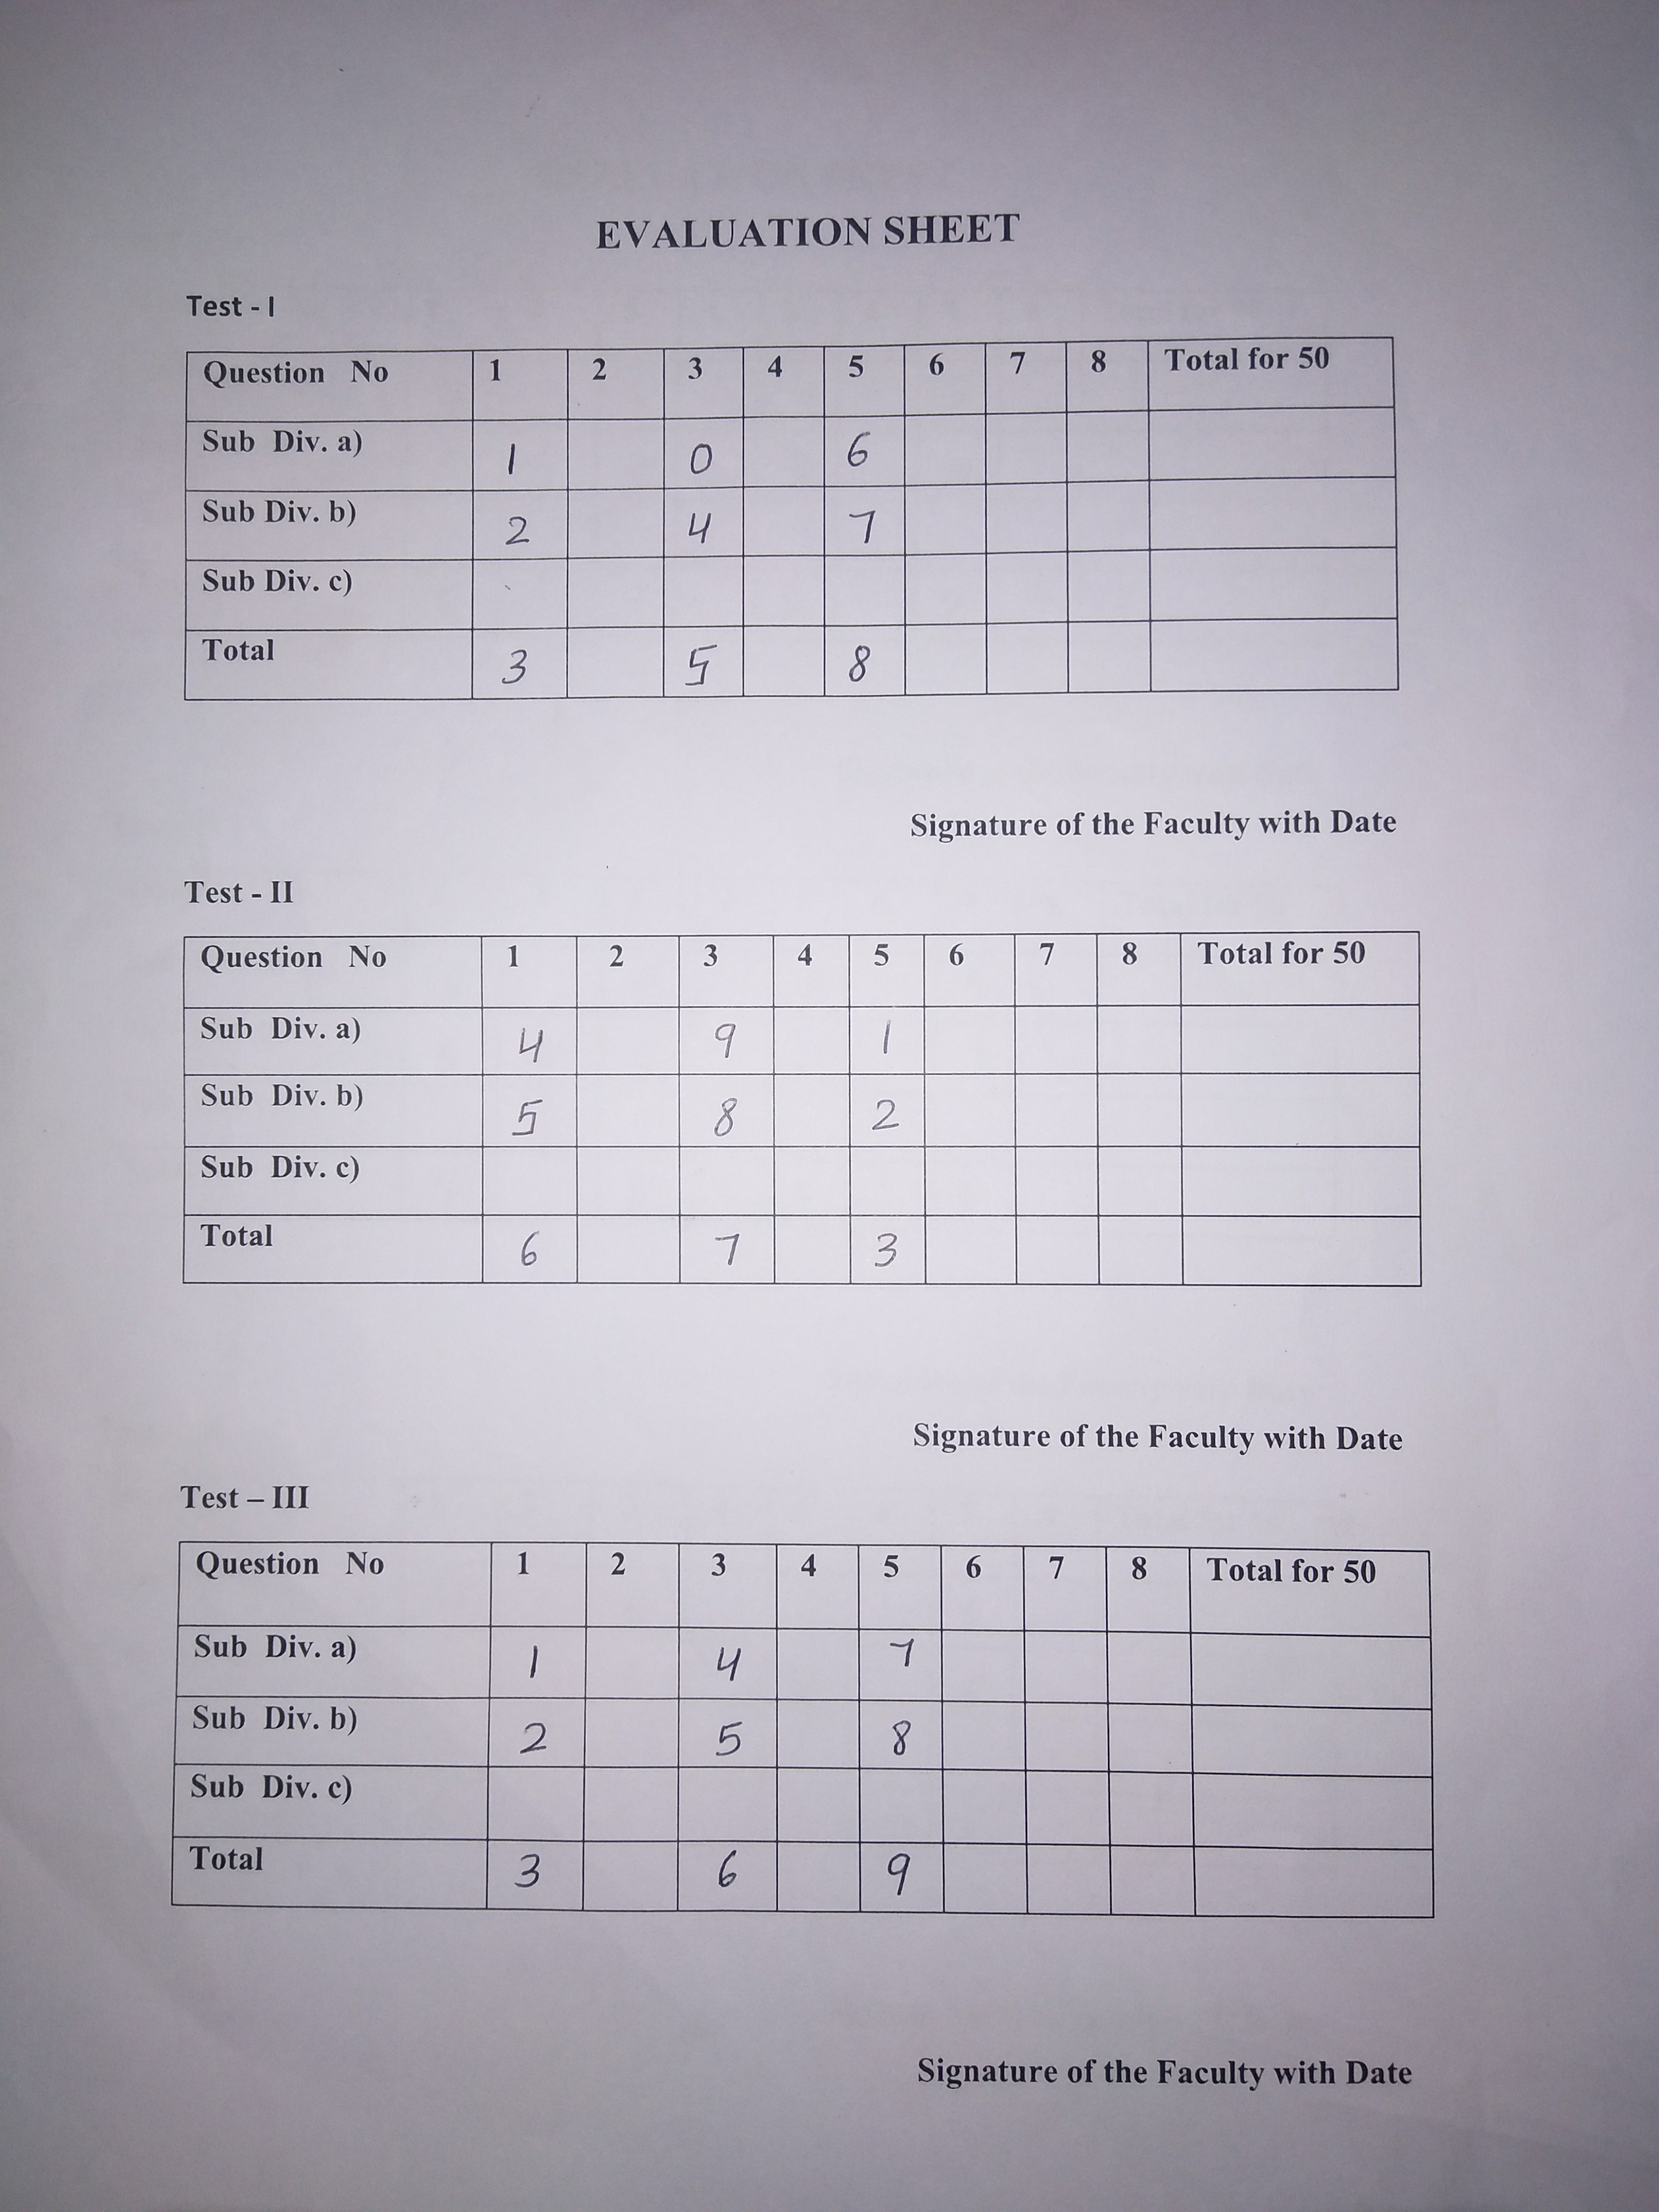 EVALUATION SHEET
Test - I
Question No 1 2 3 4 5 6 7 8 Total for 50
Sub Div. a) 1 0 6
Sub Div. b) 2 4 7
Sub Div. c)
Total 3 5 8
Signature of the Faculty with Date
Test - II
Question No 1 2 3 4 5 6 7 8 Total for 50
Sub Div. a) 4 9 1
Sub Div. b) 5 8 2
Sub Div. c)
Total 6 7 3
Signature of the Faculty with Date
Test – III
Question No 1 2 3 4 5 6 7 8 Total for 50
Sub Div. a) 1 4 7
Sub Div. b) 2 5 8
Sub Div. c)
Total 3 6 9
Signature of the Faculty with Date